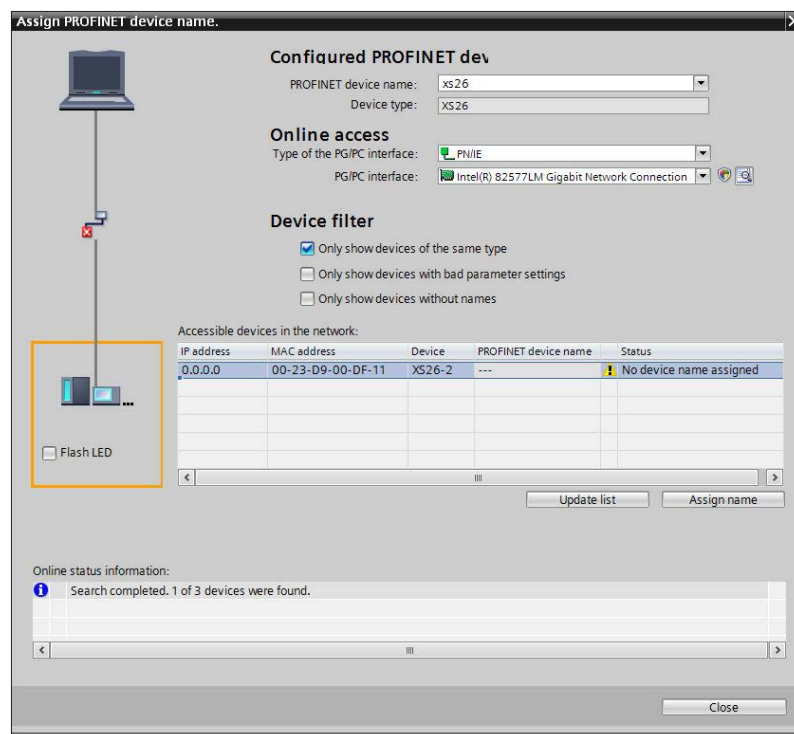 Assign PROFINET device name.
Configured PROFINET dev
PROFINET device name: xs26
Device type: XS26
Online access
Type of the PG/PC interface: PN/IE
PG/PC interface: Intel(R) 82577LM Gigabit Network Connection
Device filter
Only show devices of the same type
Only show devices with bad parameter settings
Only show devices without names
Accessible devices in the network:
IP address MAC address Device PROFINET device name Status
0.0.0.0 00-23-D9-00-DF-11 XS26-2 --- No device name assigned
...
Flash LED
Update list Assign name
Online status information:
Search completed. 1 of 3 devices were found.
Close